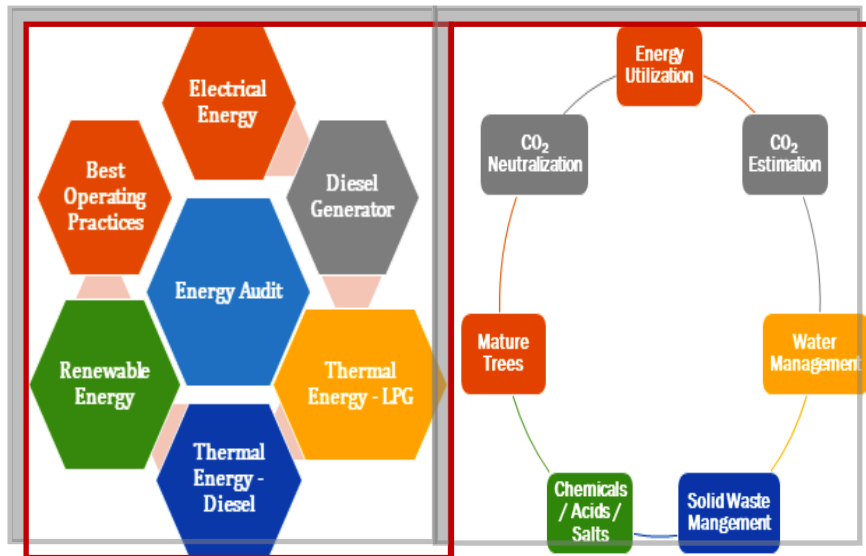 Electrical
Energy
Diesel
Generator
Thermal
Energy - LPG
Thermal
Energy -
Diesel
Renewable
Energy
Best
Operating
Practices
Energy Audit
Energy
Utilization
CO₂
Estimation
Water
Management
Solid Waste
Mangement
Chemicals
/ Acids /
Salts
Mature
Trees
CO₂
Neutralization